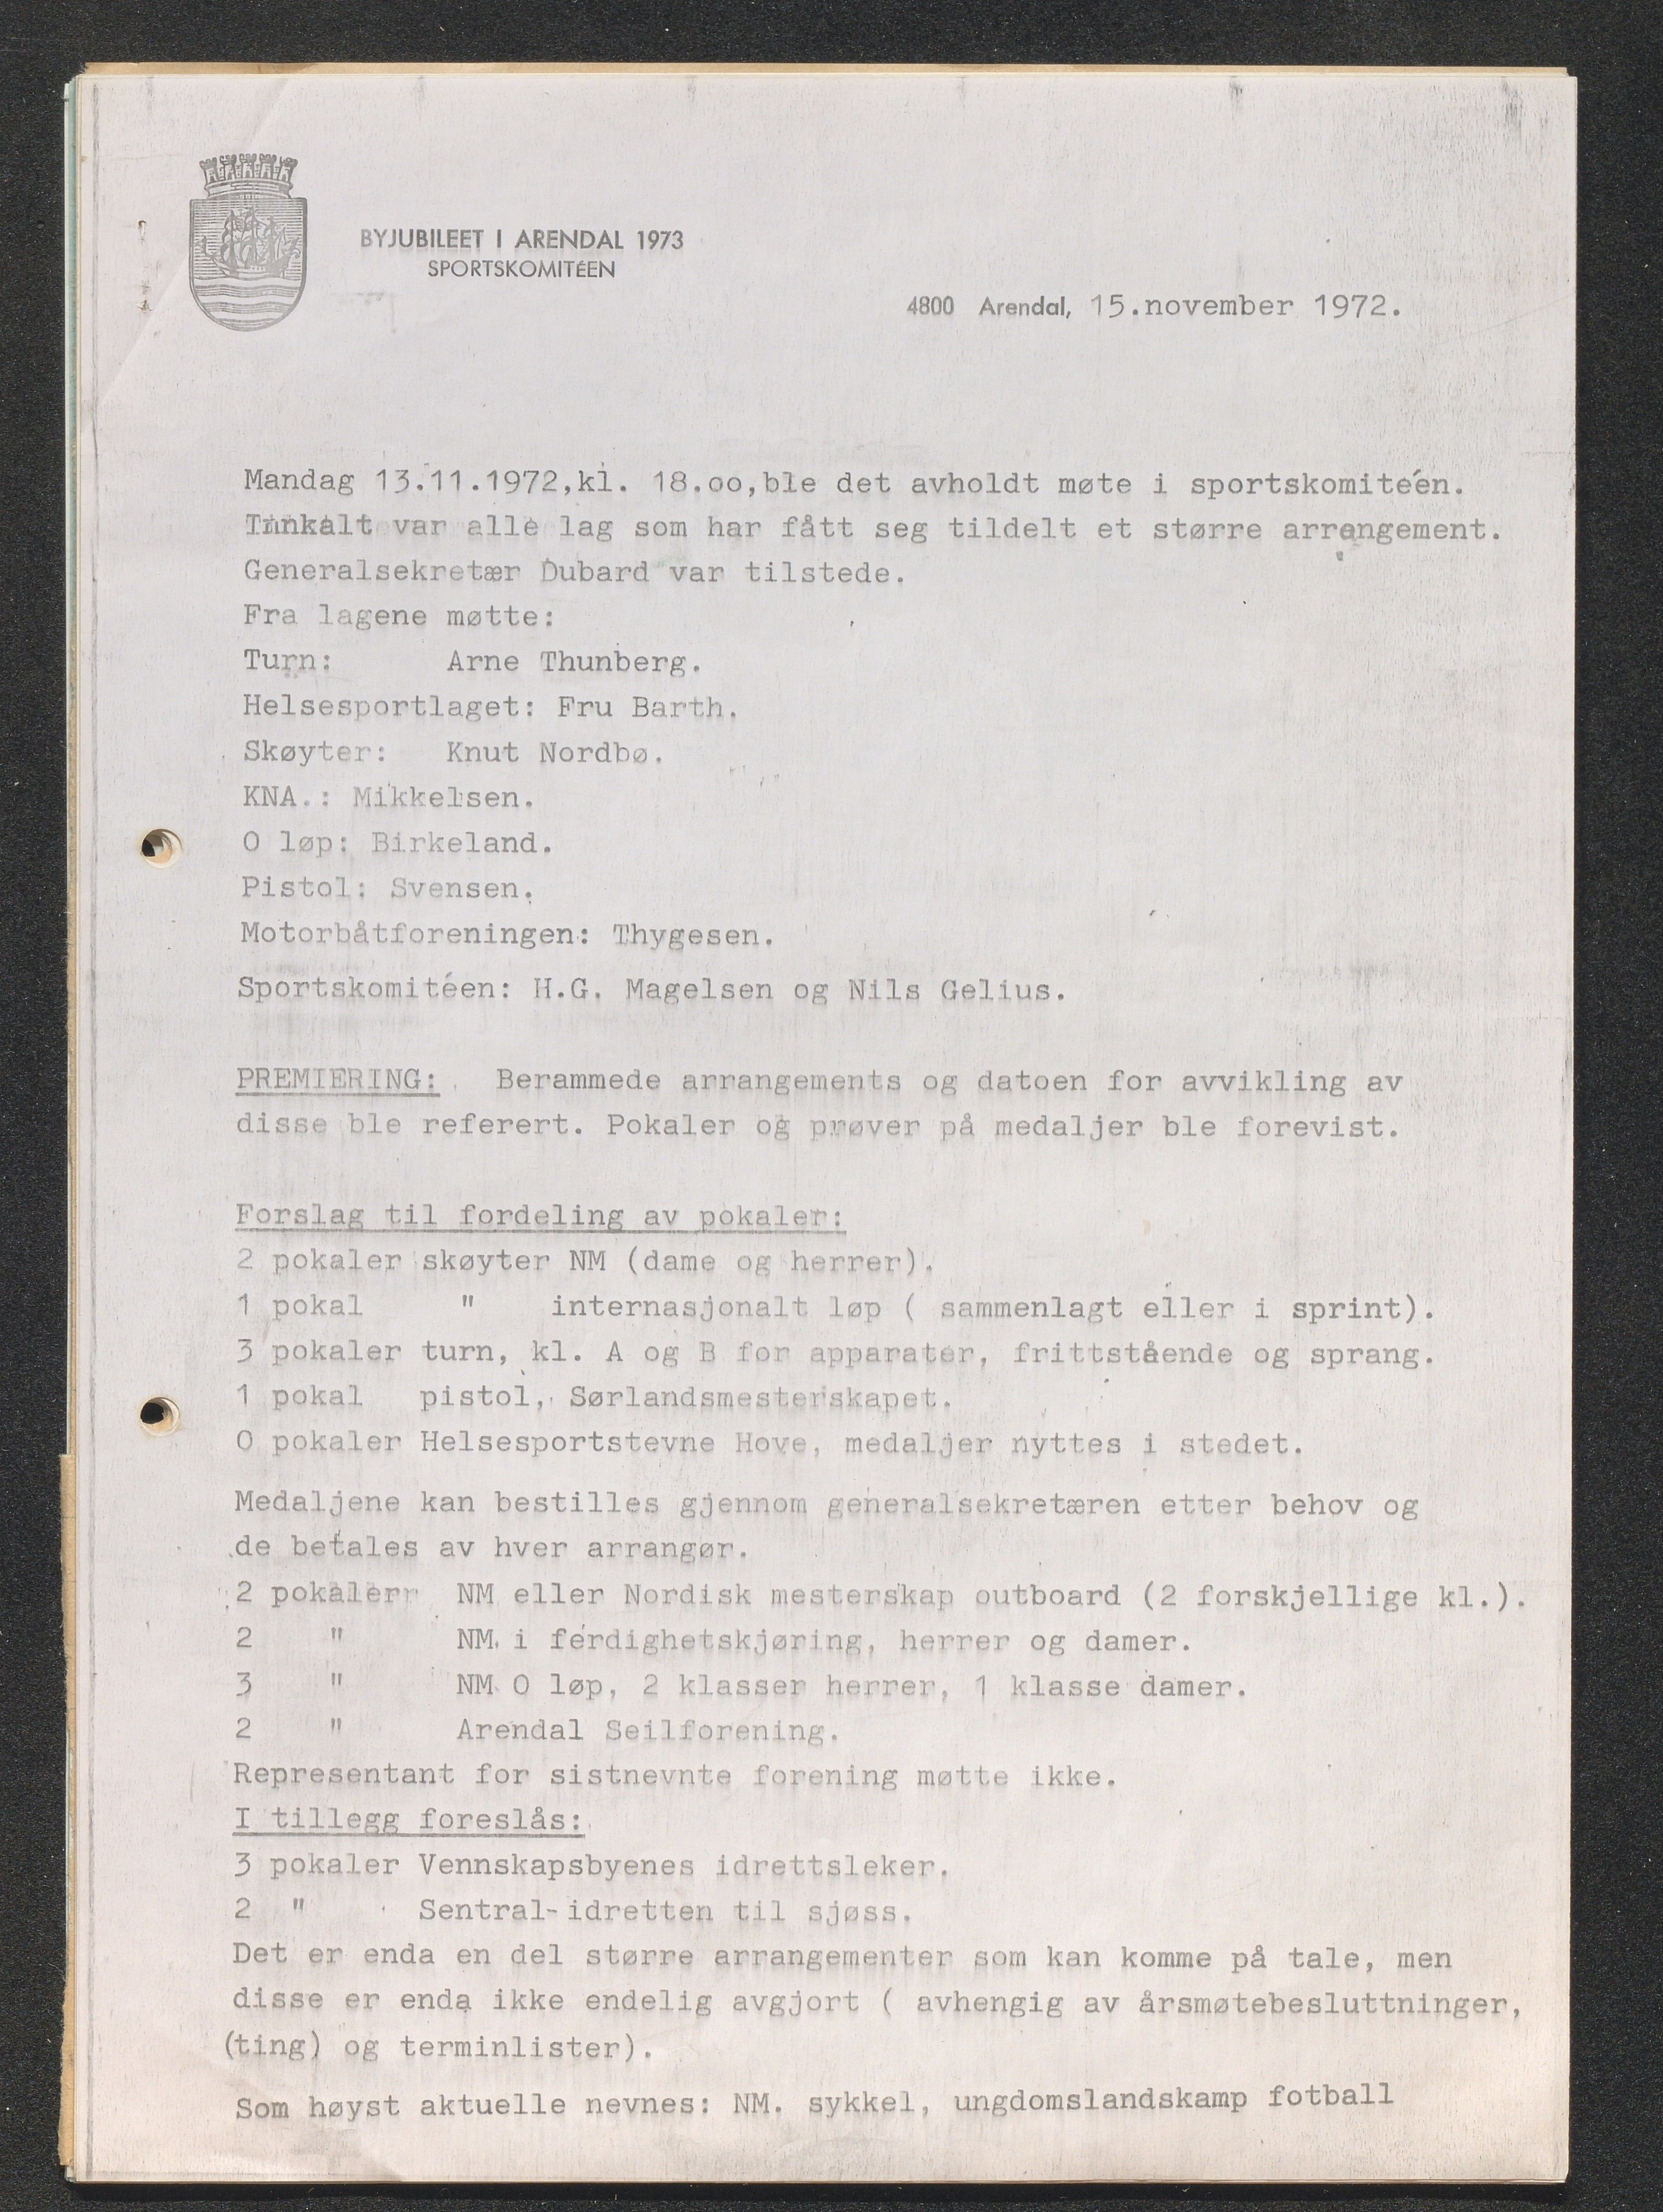 BYJUBILEET I ARENDAL 1973
SPORTSKOMITÉEN
4800 Arendal, 15.november 1972.
Mandag 13.11.1972,kl. 18.oo,ble det avholdt møte i sportskomiteén.
Innkalt var alle lag som har fått seg tildelt et større arrangement.
Generalsekretær Dubard var tilstede.
Fra lagene møtte:
Turn: Arne Thunberg.
Helsesportlaget: Fru Barth.
Skøyter: Knut Nordbø.
KNA.: Mikkelsen.
O løp: Birkeland.
Pistol: Svensen.
Motorbåtforeningen: Thygesen.
Sportskomitéen: H.G. Magelsen og Nils Gelius.
PREMIERING: Berammede arrangements og datoen for avvikling av
disse ble referert. Pokaler og prøver på medaljer ble forevist.
Forslag til fordeling av pokaler:
2 pokaler skøyter NM (dame og herrer).
1 pokal " internasjonalt løp ( sammenlagt eller i sprint).
3 pokaler turn, kl. A og B for apparater, frittstående og sprang.
1 pokal pistol, Sørlandsmesterskapet.
O pokaler Helsesportstevne Hove, medaljer nyttes i stedet.
Medaljene kan bestilles gjennom generalsekretæren etter behov og
de betales av hver arrangør.
2 pokaler NM eller Nordisk mesterskap outboard (2 forskjellige kl.).
2 " NM. i ferdighetskjøring, herrer og damer.
3 " NM O løp, 2 klasser herrer, 1 klasse damer.
2 " Arendal Seilforening.
Representant for sistnevnte forening møtte ikke.
I tillegg foreslås:
3 pokaler Vennskapsbyenes idrettsleker.
2 " Sentral-idretten til sjøss.
Det er enda en del større arrangementer som kan komme på tale, men
disse er enda ikke endelig avgjort ( avhengig av årsmøtebesluttninger,
(ting) og terminlister).
Som høyst aktuelle nevnes: NM. sykkel, ungdomslandskamp fotball